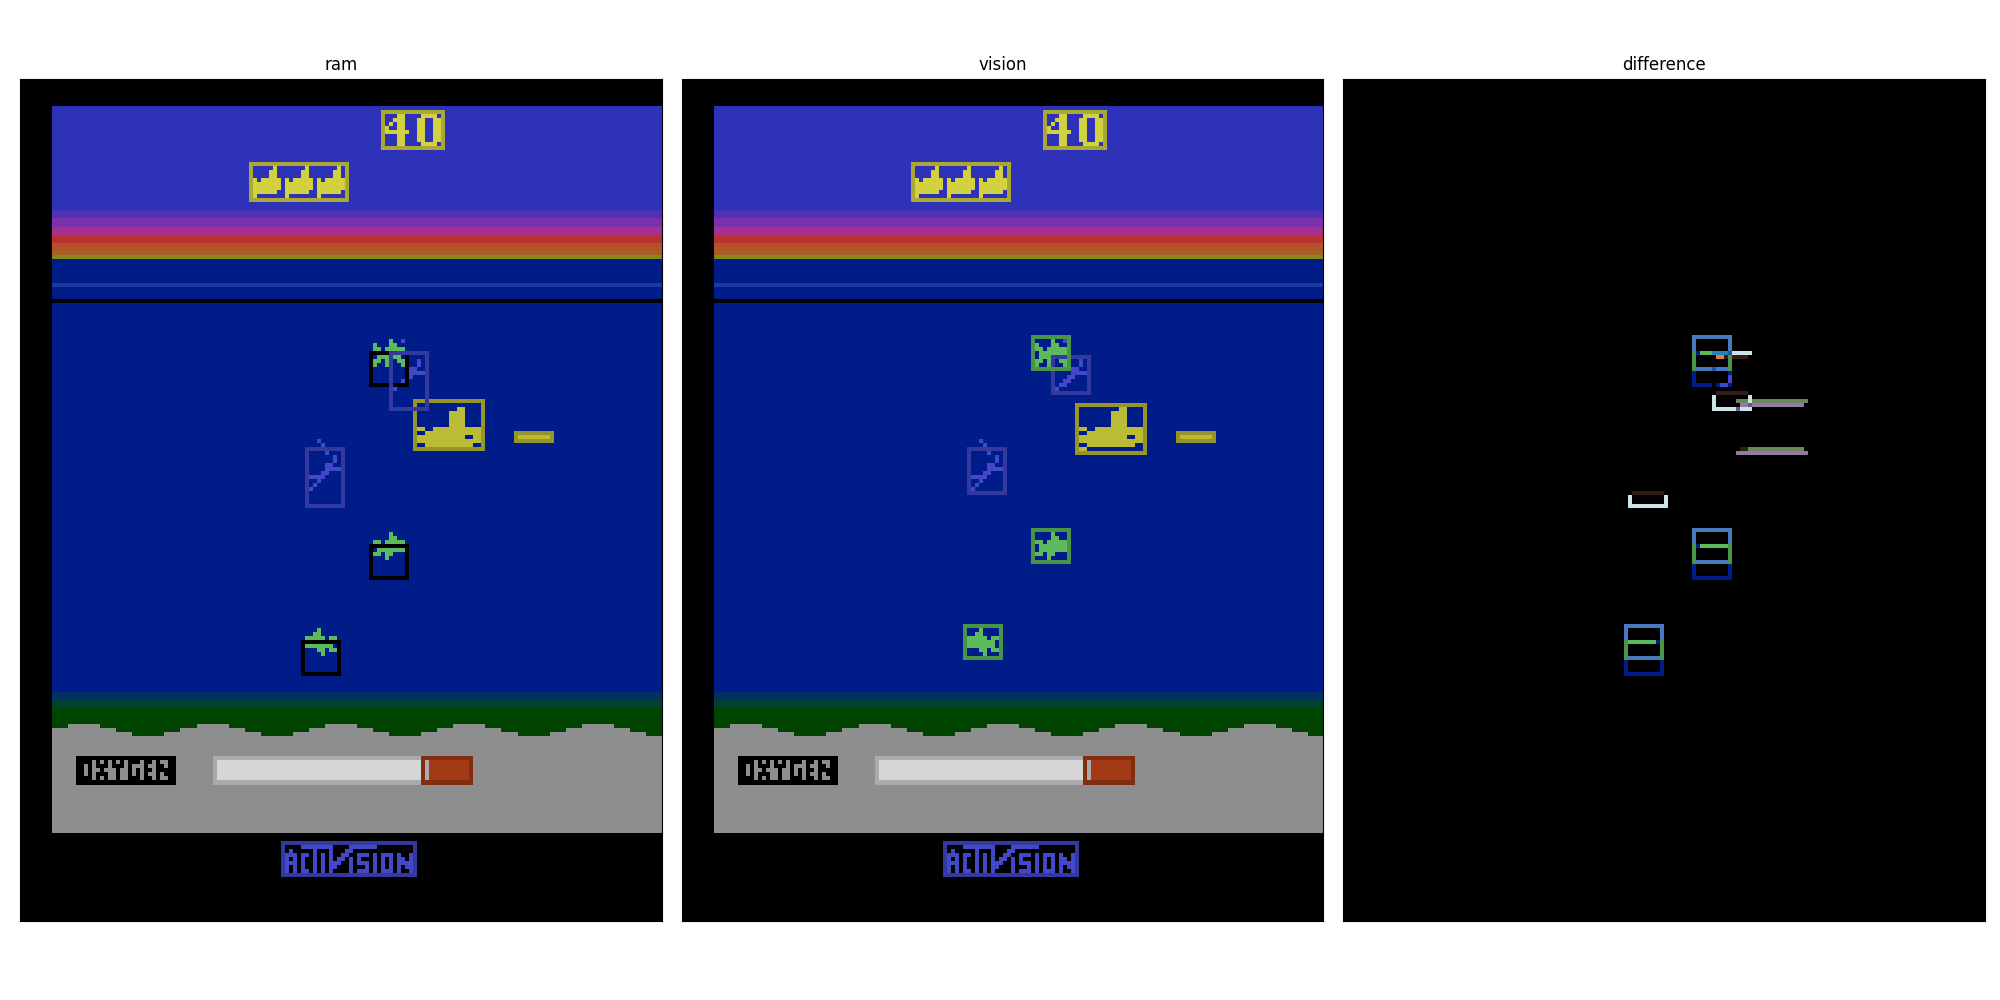 ram
vision
difference
40
40
OXYGEN
OXYGEN
ACTIVISION
ACTIVISION